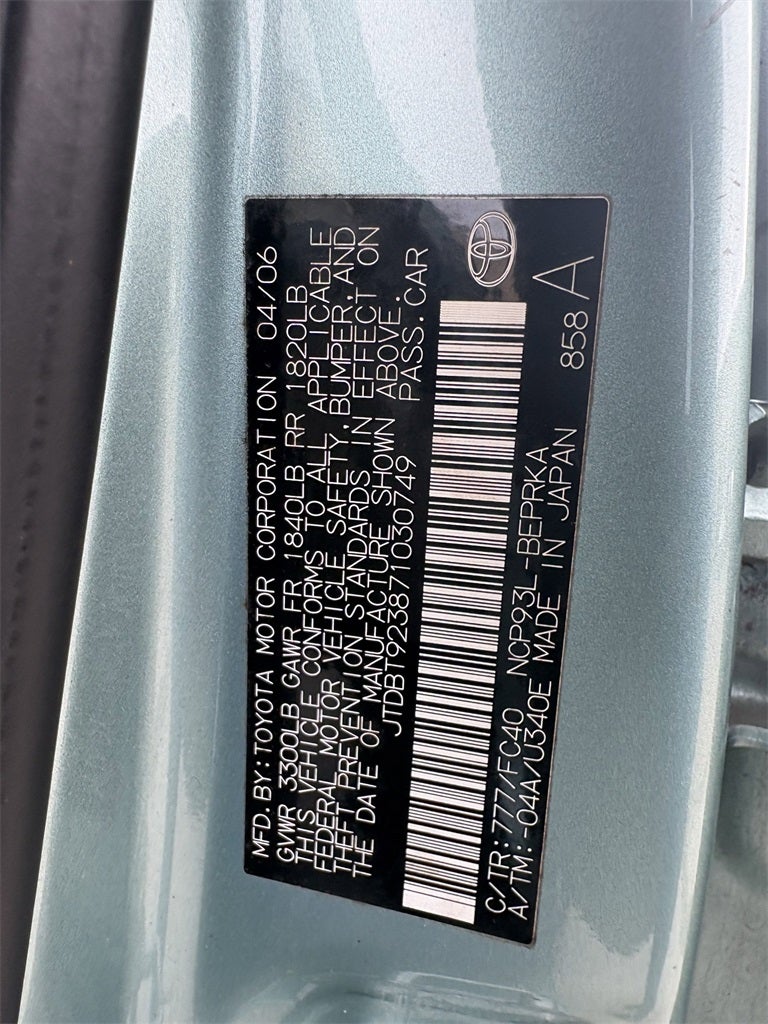 MFD. BY: TOYOTA MOTOR CORPORATION 04/06
GVWR 3300LB GAWR FR 1840LB RR 1820LB
THIS VEHICLE CONFORMS TO ALL APPLICABLE
FEDERAL MOTOR VEHICLE SAFETY, BUMPER, AND
THEFT PREVENTION STANDARDS IN EFFECT ON
THE DATE OF MANUFACTURE SHOWN ABOVE.
JTDBT923871030749 PASS. CAR
C/TR: 777/FC40 NCP93L-BEPRKA
A/TM: -04A/U340E MADE IN JAPAN 858 A